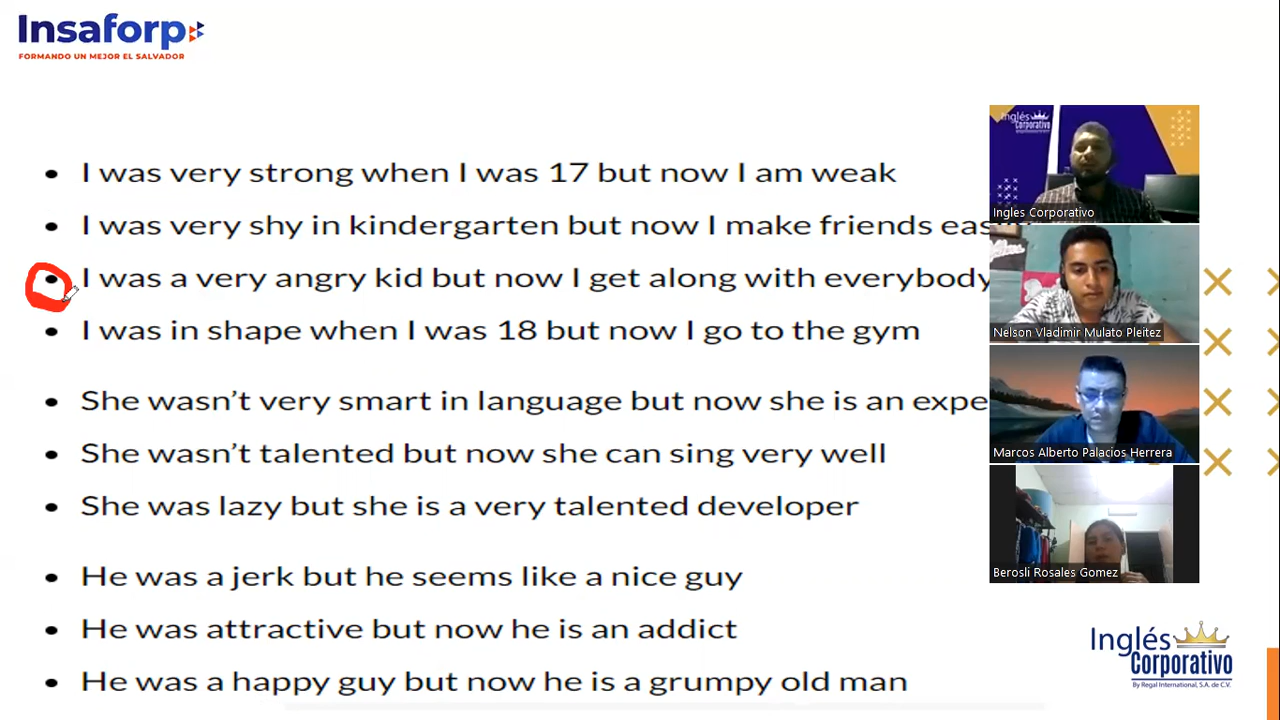 Insaforp
FORMANDO UN MEJOR EL SALVADOR
• I was very strong when I was 17 but now I am weak
• I was very shy in kindergarten but now I make friends eas
• I was a very angry kid but now I get along with everybody
• I was in shape when I was 18 but now I go to the gym
• She wasn't very smart in language but now she is an expe
• She wasn't talented but now she can sing very well
• She was lazy but she is a very talented developer
• He was a jerk but he seems like a nice guy
• He was attractive but now he is an addict
• He was a happy guy but now he is a grumpy old man
Inglés
Corporativo
Ingles Corporativo
Nelson Vladimir Mulato Pleitez
Marcos Alberto Palacios Herrera
Berosli Rosales Gomez
Inglés
Corporativo
By Regal International, S.A. de C.V.